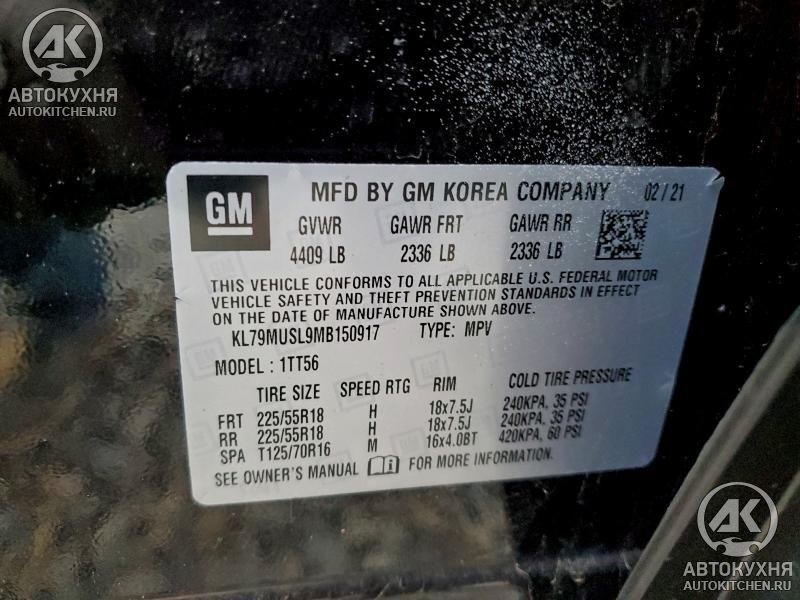 AK
АВТОКУХНЯ
AUTOKITCHEN.RU
GM
MFD BY GM KOREA COMPANY 02 / 21
GVWR GAWR FRT GAWR RR
4409 LB 2336 LB 2336 LB
THIS VEHICLE CONFORMS TO ALL APPLICABLE U.S. FEDERAL MOTOR
VEHICLE SAFETY AND THEFT PREVENTION STANDARDS IN EFFECT
ON THE DATE OF MANUFACTURE SHOWN ABOVE.
KL79MUSL9MB150917 TYPE: MPV
MODEL : 1TT56
TIRE SIZE SPEED RTG RIM COLD TIRE PRESSURE
FRT 225/55R18 H 18x7.5J 240KPA, 35 PSI
RR 225/55R18 H 18x7.5J 240KPA, 35 PSI
SPA T125/70R16 M 16x4.0BT 420KPA, 60 PSI
SEE OWNER'S MANUAL FOR MORE INFORMATION
AK
АВТОКУХНЯ
AUTOKITCHEN.RU